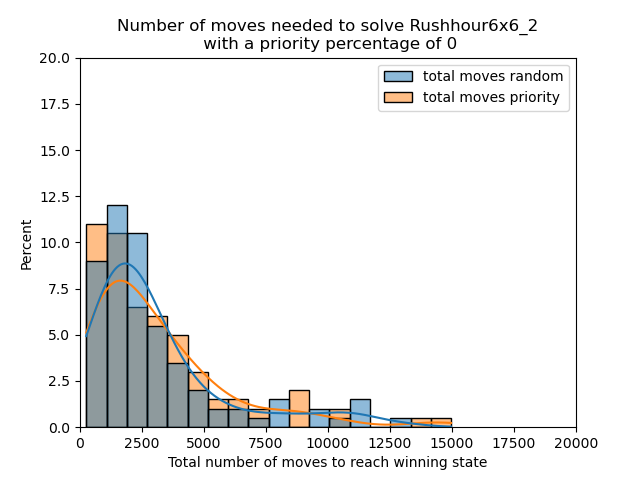 Number of moves needed to solve Rushhour6x6_2
with a priority percentage of 0
total moves random
total moves priority
Percent
20.0
17.5
15.0
12.5
10.0
7.5
5.0
2.5
0.0
0 2500 5000 7500 10000 12500 15000 17500 20000
Total number of moves to reach winning state